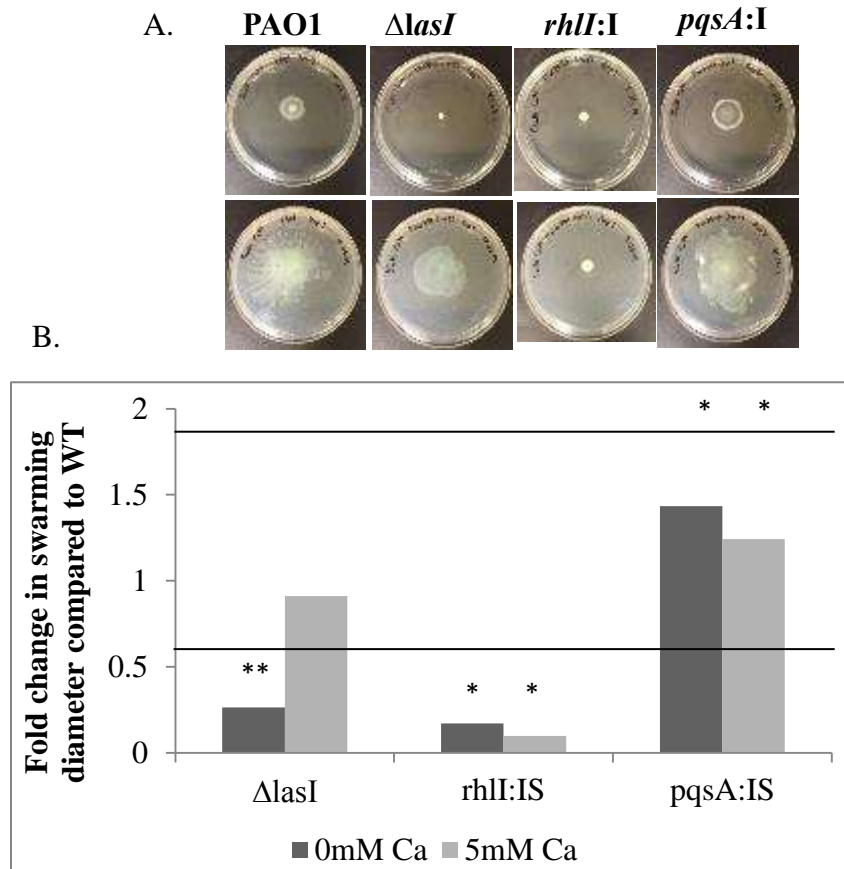 A. PAO1 ΔlasI rhlI:I pqsA:I
B.
Fold change in swarming
diameter compared to WT
2
* *
1.5
1
0.5
**
* *
0
ΔlasI rhlI:IS pqsA:IS
0mM Ca 5mM Ca